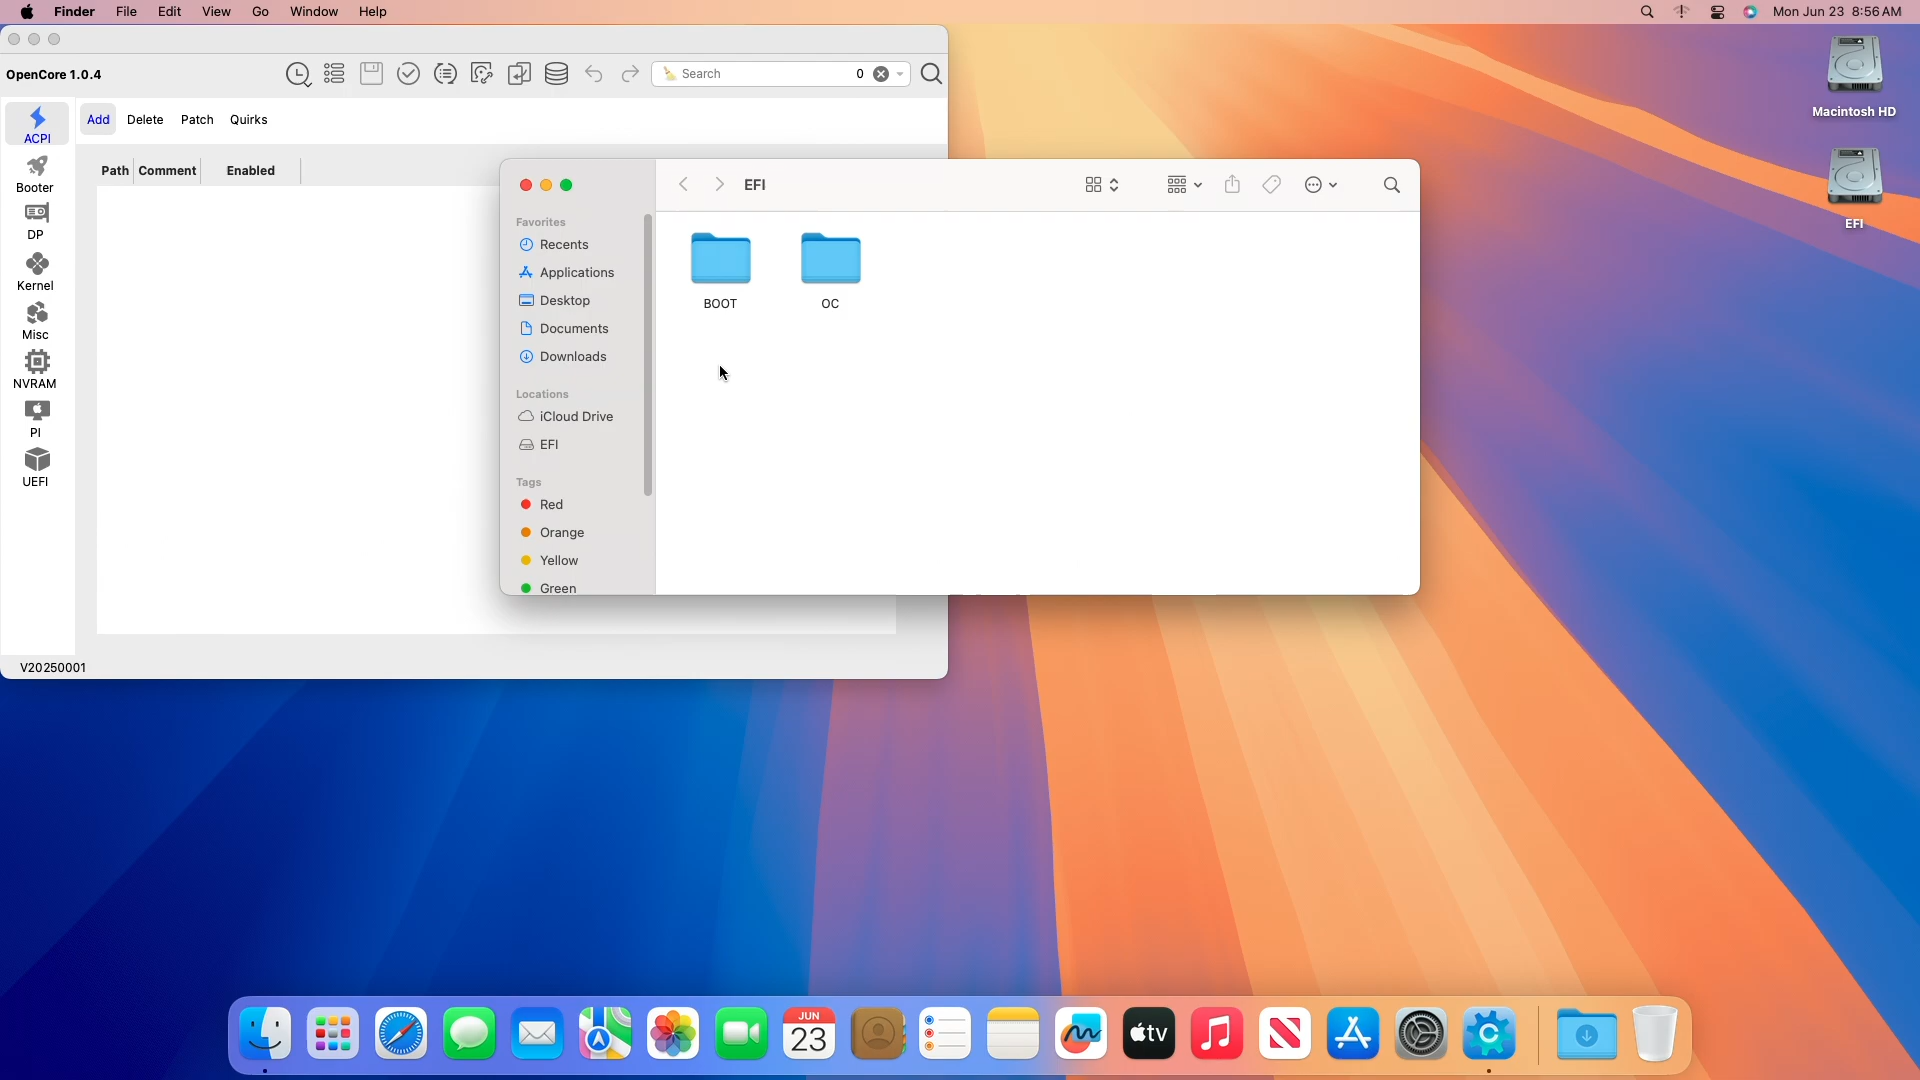 Finder File Edit View Go Window Help Mon Jun 23 8:56 AM
OpenCore 1.0.4
Search 0
ACPI
Booter
DP
Kernel
Misc
NVRAM
PI
UEFI
Add Delete Patch Quirks
Path Comment Enabled
V20250001
EFI
Favorites
Recents
Applications
Desktop
Documents
Downloads
Locations
iCloud Drive
EFI
Tags
Red
Orange
Yellow
Green
BOOT OC
Macintosh HD
EFI
JUN
23
tv